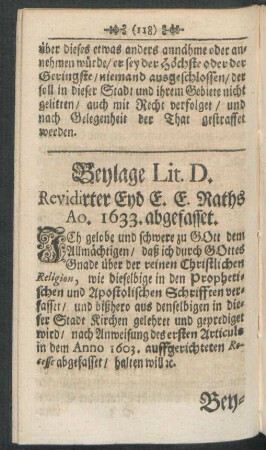 (118)
über dieses etwas anders annähme oder an-
nehmen würde / er sey der Höchste oder der
Geringste / niemand ausgeschlossen / der
soll in dieser Stadt und ihrem Gebiete nicht
gelitten / auch mit Recht verfolget / und
nach Gelegenheit der That gestraffet
werden.
Beylage Lit. D.
Revidirter Eyd E. E. Raths
Ao. 1633. abgefasset.
ICh gelobe und schwere zu GOtt dem
Allmächtigen / daß ich durch GOttes
Gnade über der reinen Christlichen
Religion, wie dieselbige in den Propheti-
schen und Apostolischen Schrifften ver-
fasset / und bißhero aus denselbigen in die-
ser Stadt Kirchen gelehret und geprediget
wird / nach Anweisung des ersten Articuls
in dem Anno 1603. auffgerichteten Re-
cesse abgefasset / halten will ꝛc.
Bey-